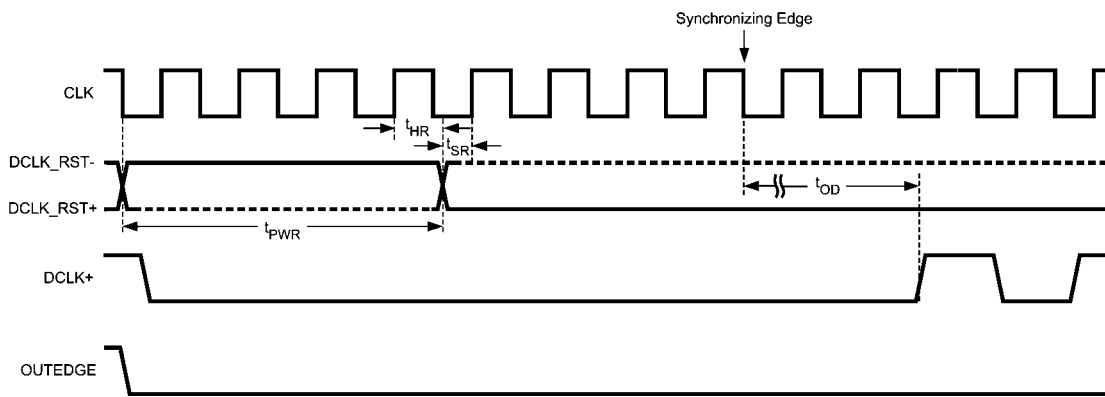 Synchronizing Edge
CLK
tHR
tSR
DCLK_RST-
tOD
DCLK_RST+
tPWR
DCLK+
OUTEDGE